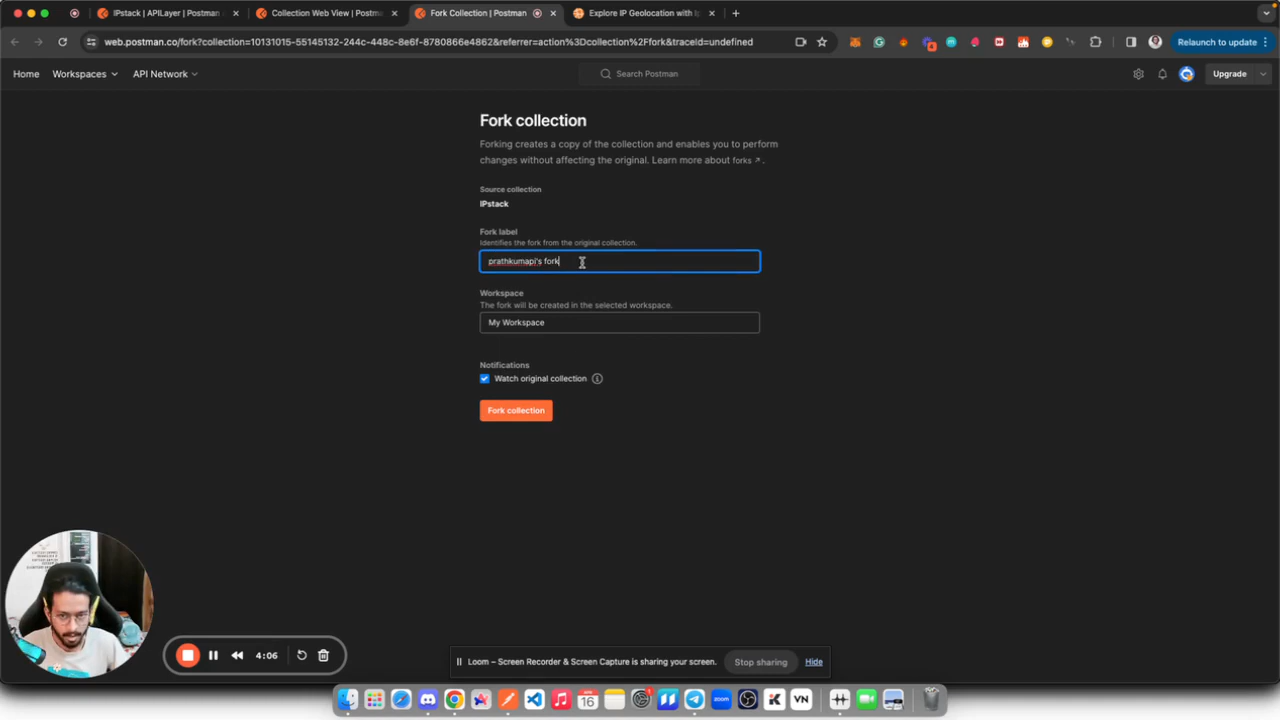 IPstack | APILayer | Postman
Collection Web View | Postm
Fork Collection | Postman
Explore IP Geolocation with Ip
web.postman.co/fork?collection=10131015-55145132-244c-448c-8e6f-8780866e4862&referrer=action%3Dcollection%2Ffork&traceId=undefined
Relaunch to update
Home
Workspaces
API Network
Search Postman
Upgrade
Fork collection
Forking creates a copy of the collection and enables you to perform
changes without affecting the original. Learn more about forks ↗.
Source collection
IPstack
Fork label
Identifies the fork from the original collection.
prathkumapi's fork
Workspace
The fork will be created in the selected workspace.
My Workspace
Notifications
Watch original collection
Fork collection
4:06
Loom – Screen Recorder & Screen Capture is sharing your screen.
Stop sharing
Hide
16
zoom
K
VN